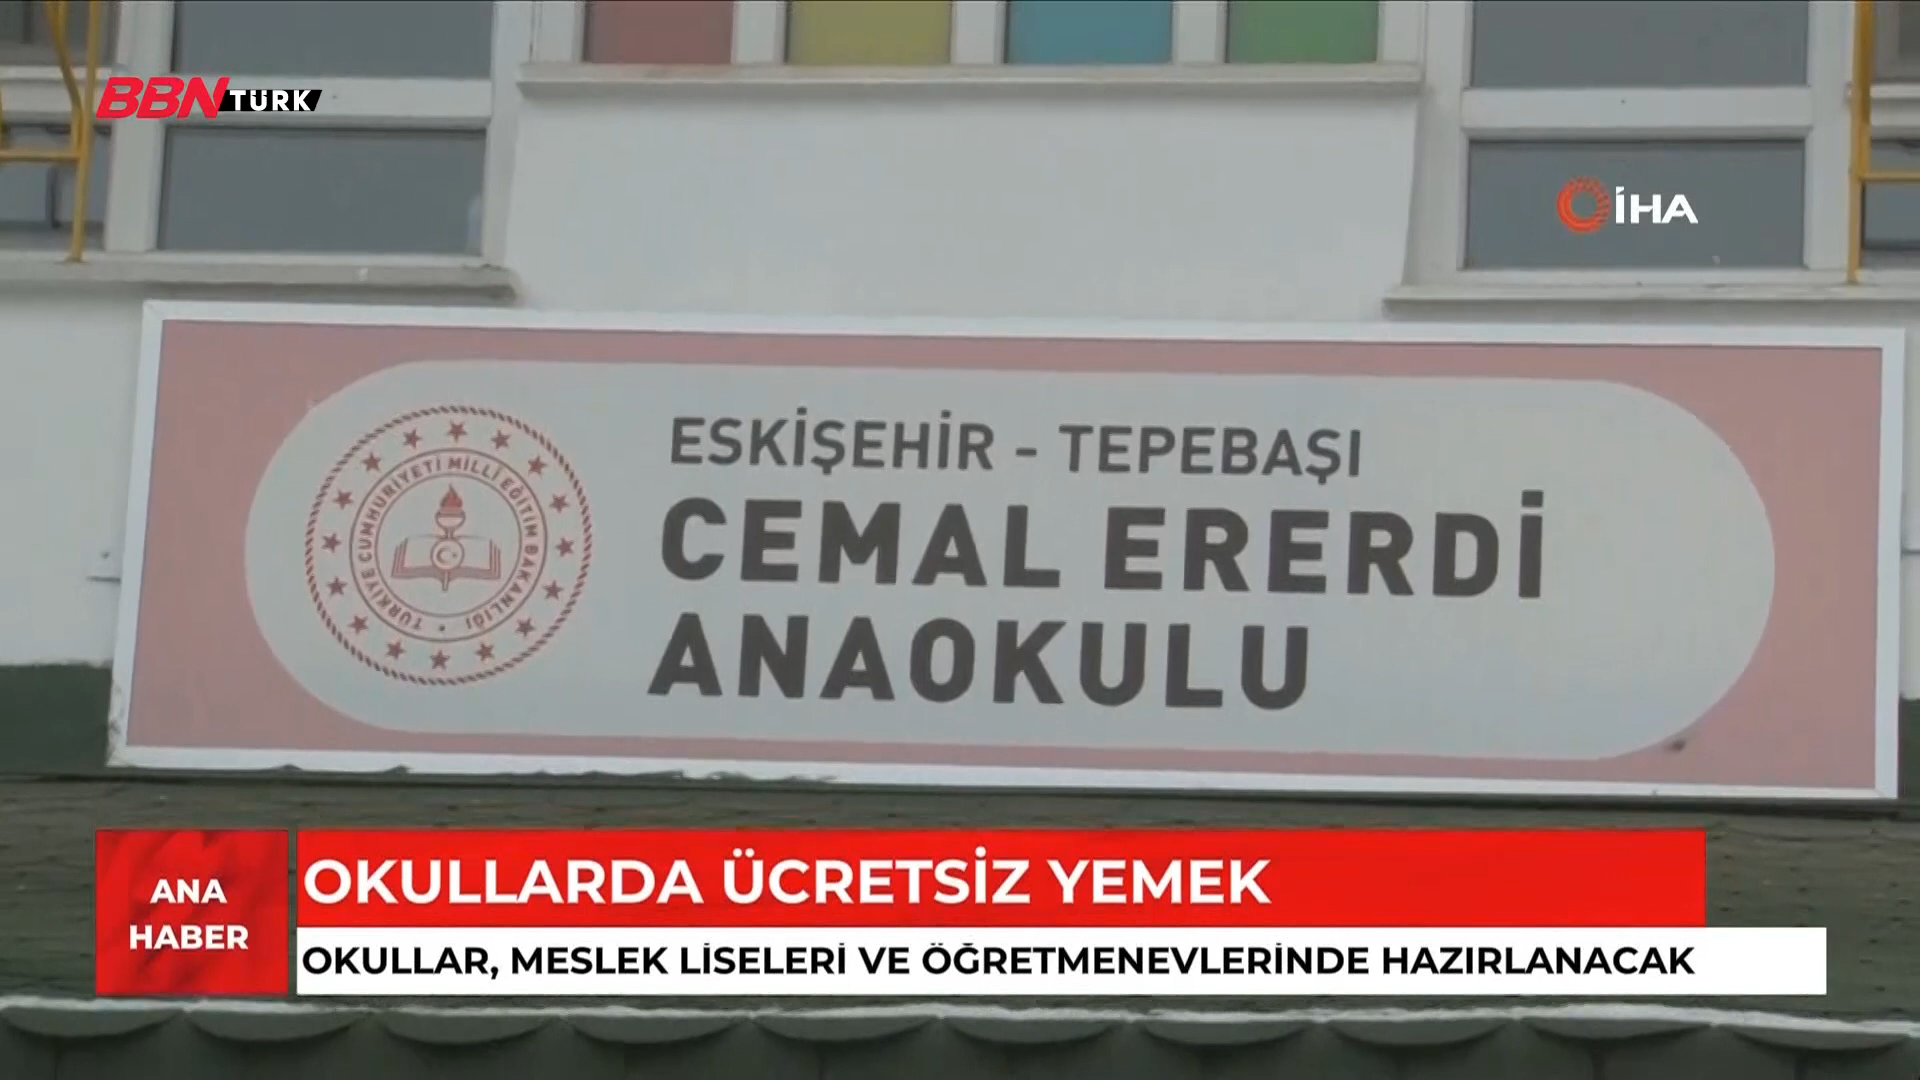 BBN TÜRK
İHA
ESKİŞEHİR - TEPEBAŞI
CEMAL ERERDİ
ANAOKULU
TÜRKİYE CUMHURİYETİ MİLLİ EĞİTİM BAKANLIĞI
ANA
HABER
OKULLARDA ÜCRETSİZ YEMEK
OKULLAR, MESLEK LİSELERİ VE ÖĞRETMENEVLERİNDE HAZIRLANACAK